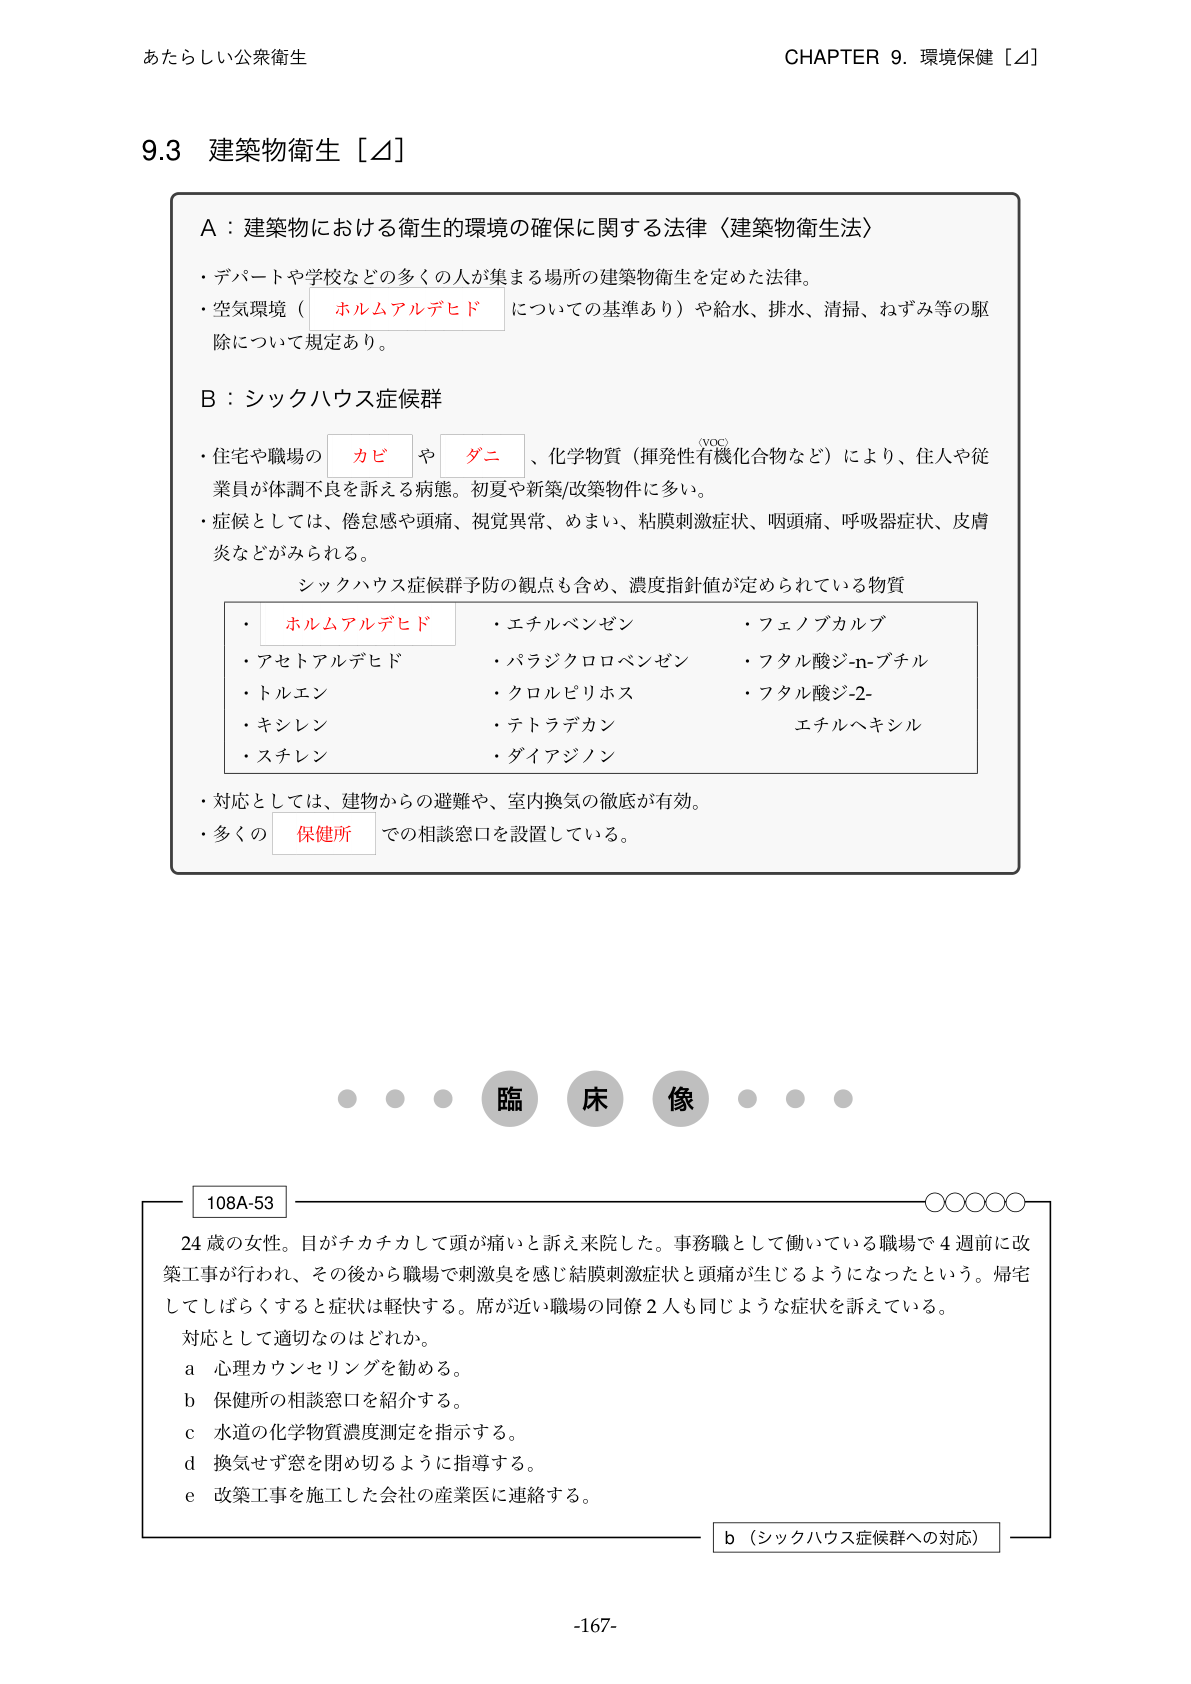 あたらしい公衆衛生
CHAPTER 9. 環境保健［⊿］
9.3 建築物衛生［⊿］
A：建築物における衛生的環境の確保に関する法律〈建築物衛生法〉
・デパートや学校などの多くの人が集まる場所の建築物衛生を定めた法律。
・空気環境（ ホルムアルデヒド についての基準あり）や給水、排水、清掃、ねずみ等の駆
除について規定あり。
B：シックハウス症候群
〈VOC〉
・住宅や職場の カビ や ダニ 、化学物質（揮発性有機化合物など）により、住人や従
業員が体調不良を訴える病態。初夏や新築/改築物件に多い。
・症候としては、倦怠感や頭痛、視覚異常、めまい、粘膜刺激症状、咽頭痛、呼吸器症状、皮膚
炎などがみられる。
シックハウス症候群予防の観点も含め、濃度指針値が定められている物質
・ ホルムアルデヒド
・アセトアルデヒド
・トルエン
・キシレン
・スチレン
・エチルベンゼン
・パラジクロロベンゼン
・クロルピリホス
・テトラデカン
・ダイアジノン
・フェノブカルブ
・フタル酸ジ-n-ブチル
・フタル酸ジ-2-
エチルヘキシル
・対応としては、建物からの避難や、室内換気の徹底が有効。
・多くの 保健所 での相談窓口を設置している。
臨床像
108A-53
24 歳の女性。目がチカチカして頭が痛いと訴え来院した。事務職として働いている職場で 4 週前に改
築工事が行われ、その後から職場で刺激臭を感じ結膜刺激症状と頭痛が生じるようになったという。帰宅
してしばらくすると症状は軽快する。席が近い職場の同僚 2 人も同じような症状を訴えている。
対応として適切なのはどれか。
a 心理カウンセリングを勧める。
b 保健所の相談窓口を紹介する。
c 水道の化学物質濃度測定を指示する。
d 換気せず窓を閉め切るように指導する。
e 改築工事を施工した会社の産業医に連絡する。
b （シックハウス症候群への対応）
-167-